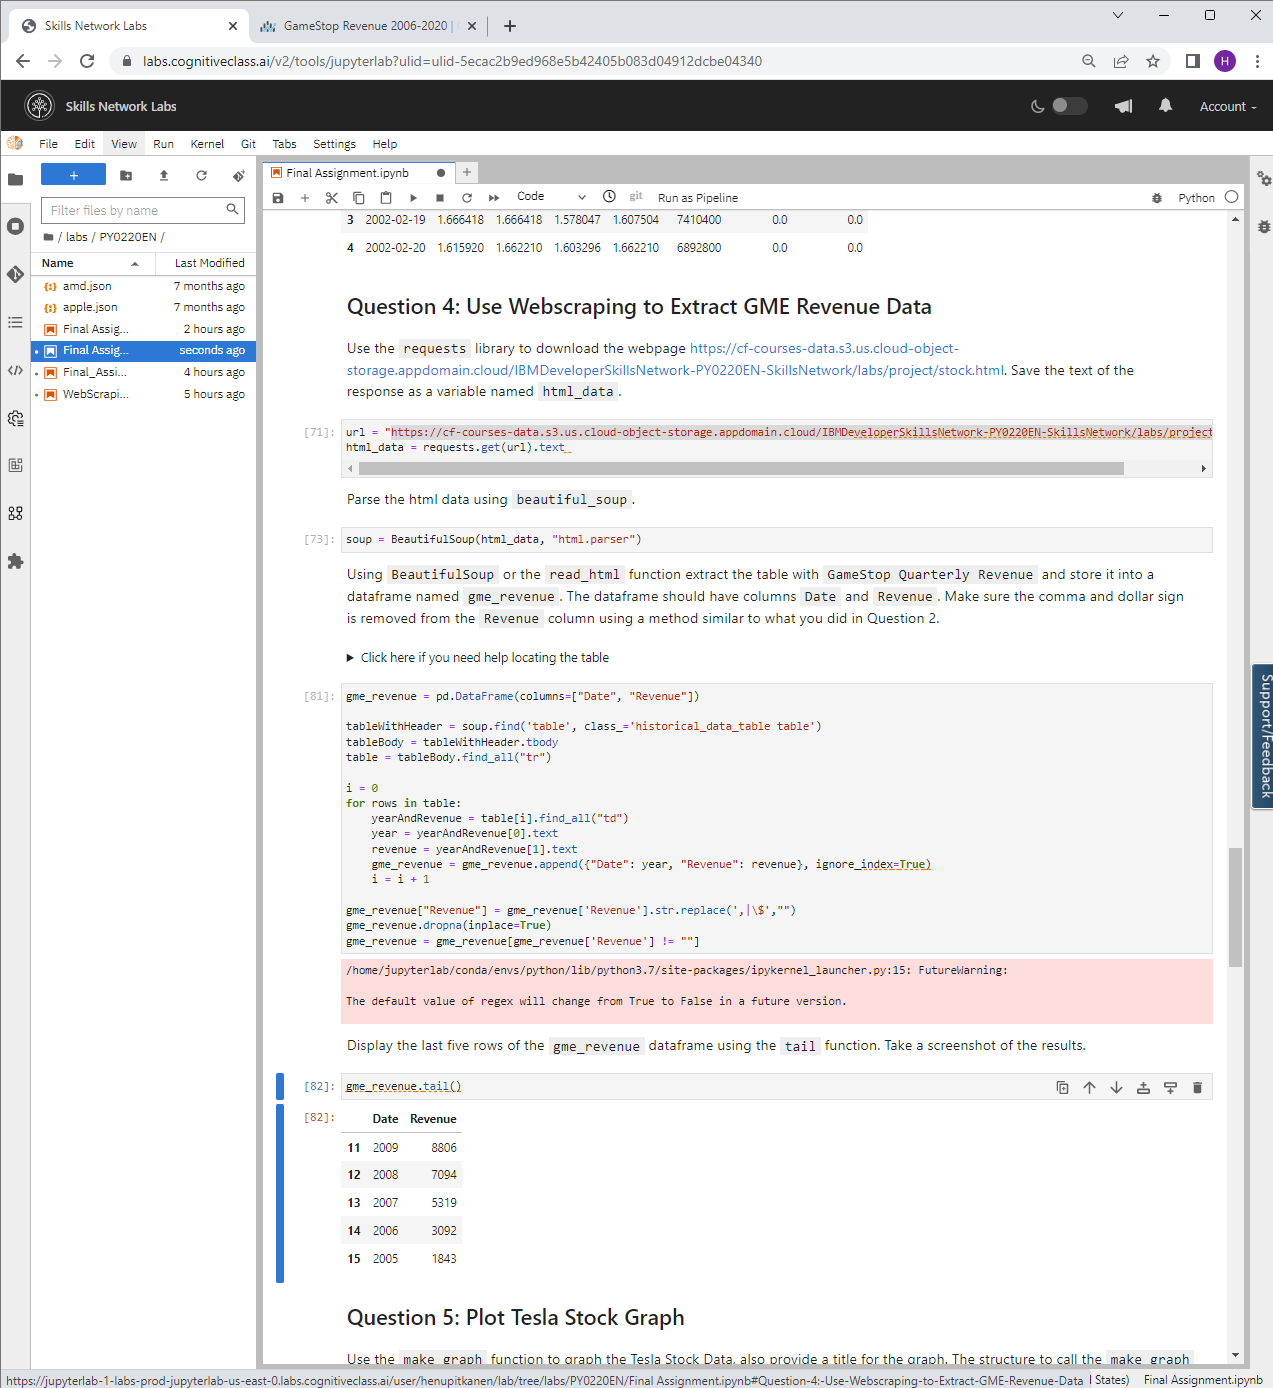 Skills Network Labs
GameStop Revenue 2006-2020 |
labs.cognitiveclass.ai/v2/tools/jupyterlab?ulid=ulid-5ecac2b9ed968e5b42405b083d04912dcbe04340
H
Skills Network Labs
Account
File Edit View Run Kernel Git Tabs Settings Help
Filter files by name
/ labs / PY0220EN /
Name Last Modified
amd.json 7 months ago
apple.json 7 months ago
Final Assig... 2 hours ago
Final Assig... seconds ago
Final_Assi... 4 hours ago
WebScrapi... 5 hours ago
Final Assignment.ipynb
Code git Run as Pipeline Python
3 2002-02-19 1.666418 1.666418 1.578047 1.607504 7410400 0.0 0.0
4 2002-02-20 1.615920 1.662210 1.603296 1.662210 6892800 0.0 0.0
Question 4: Use Webscraping to Extract GME Revenue Data
Use the requests library to download the webpage https://cf-courses-data.s3.us.cloud-object-
storage.appdomain.cloud/IBMDeveloperSkillsNetwork-PY0220EN-SkillsNetwork/labs/project/stock.html. Save the text of the
response as a variable named html_data.
[71]: url = "https://cf-courses-data.s3.us.cloud-object-storage.appdomain.cloud/IBMDeveloperSkillsNetwork-PY0220EN-SkillsNetwork/labs/project
html_data = requests.get(url).text
Parse the html data using beautiful_soup.
[73]: soup = BeautifulSoup(html_data, "html.parser")
Using BeautifulSoup or the read_html function extract the table with GameStop Quarterly Revenue and store it into a
dataframe named gme_revenue. The dataframe should have columns Date and Revenue. Make sure the comma and dollar sign
is removed from the Revenue column using a method similar to what you did in Question 2.
Click here if you need help locating the table
[81]: gme_revenue = pd.DataFrame(columns=["Date", "Revenue"])
tableWithHeader = soup.find('table', class_='historical_data_table table')
tableBody = tableWithHeader.tbody
table = tableBody.find_all("tr")
i = 0
for rows in table:
yearAndRevenue = table[i].find_all("td")
year = yearAndRevenue[0].text
revenue = yearAndRevenue[1].text
gme_revenue = gme_revenue.append({"Date": year, "Revenue": revenue}, ignore_index=True)
i = i + 1
gme_revenue["Revenue"] = gme_revenue['Revenue'].str.replace(',|\$',"")
gme_revenue.dropna(inplace=True)
gme_revenue = gme_revenue[gme_revenue['Revenue'] != ""]
/home/jupyterlab/conda/envs/python/lib/python3.7/site-packages/ipykernel_launcher.py:15: FutureWarning:
The default value of regex will change from True to False in a future version.
Display the last five rows of the gme_revenue dataframe using the tail function. Take a screenshot of the results.
[82]: gme_revenue.tail()
[82]: Date Revenue
11 2009 8806
12 2008 7094
13 2007 5319
14 2006 3092
15 2005 1843
Question 5: Plot Tesla Stock Graph
Use the make_graph function to graph the Tesla Stock Data, also provide a title for the graph. The structure to call the make_graph
Support/Feedback
https://jupyterlab-1-labs-prod-jupyterlab-us-east-0.labs.cognitiveclass.ai/user/henupitkanen/lab/tree/labs/PY0220EN/Final Assignment.ipynb#Question-4:-Use-Webscraping-to-Extract-GME-Revenue-Data
States) Final Assignment.ipynb